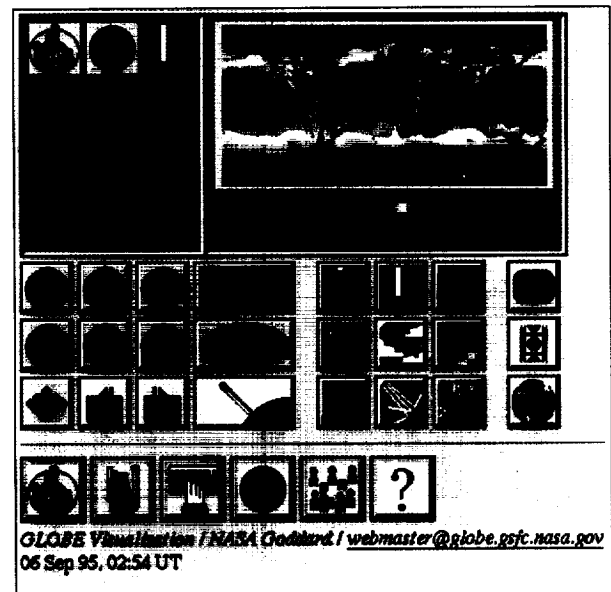 ?
GLOBE Visualization / NASA Goddard / webmaster@globe.gsfc.nasa.gov
06 Sep 95, 02:54 UT